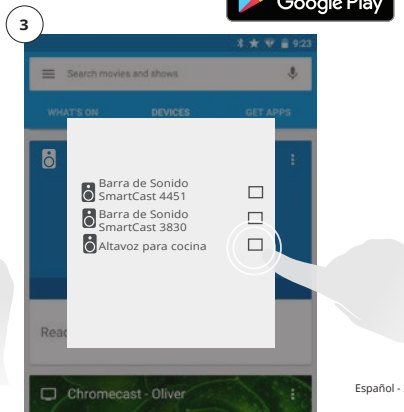 Google Play
3
9:23
Search movies and shows
WHAT'S ON DEVICES GET APPS
Barra de Sonido
SmartCast 4451
Barra de Sonido
SmartCast 3830
Altavoz para cocina
Chromecast - Oliver
Español -